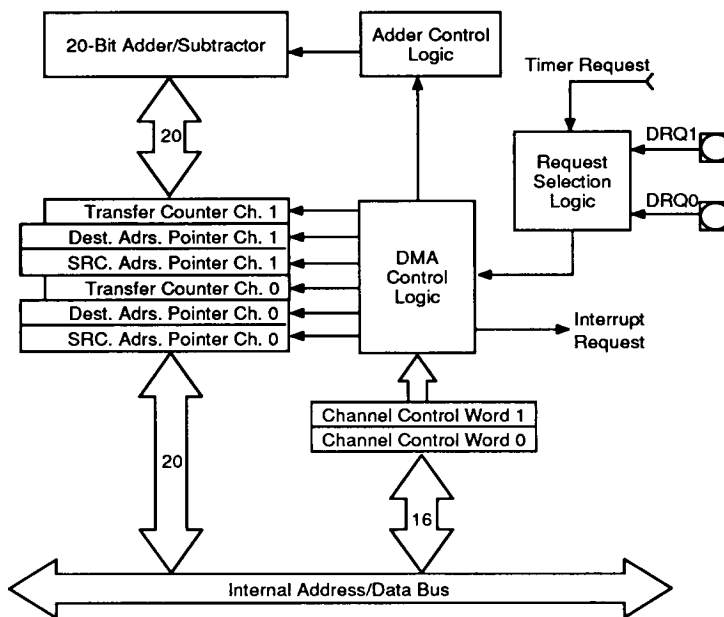 20-Bit Adder/Subtractor
Adder Control
Logic
Timer Request
DRQ1
DRQ0
Request
Selection
Logic
20
Transfer Counter Ch. 1
Dest. Adrs. Pointer Ch. 1
SRC. Adrs. Pointer Ch. 1
Transfer Counter Ch. 0
Dest. Adrs. Pointer Ch. 0
SRC. Adrs. Pointer Ch. 0
DMA
Control
Logic
Interrupt
Request
Channel Control Word 1
Channel Control Word 0
20
16
Internal Address/Data Bus